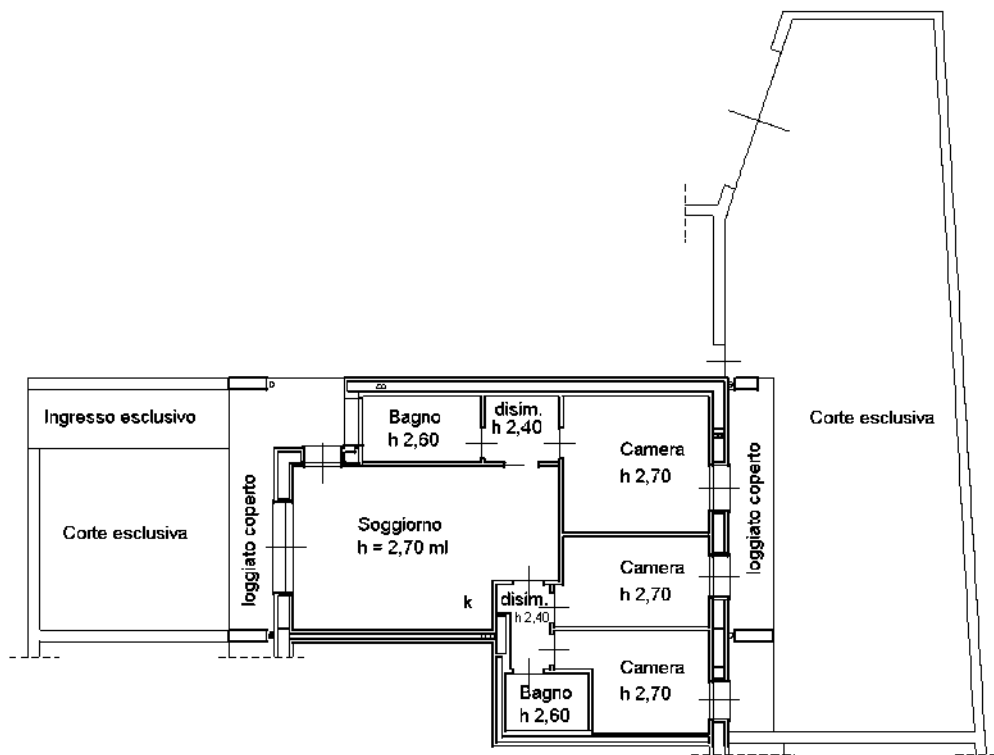 Ingresso esclusivo
Corte esclusiva
loggiato coperto
Bagno
h 2,60
disim.
h 2,40
Camera
h 2,70
Soggiorno
h = 2,70 ml
k
disim.
h 2,40
Camera
h 2,70
Camera
h 2,70
Bagno
h 2,60
loggiato coperto
Corte esclusiva